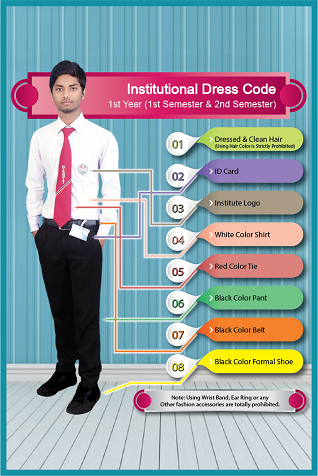 Institutional Dress Code
1st Year (1st Semester & 2nd Semester)
01
Dressed & Clean Hair
(Using Hair Color is Strictly Prohibited)
02
ID Card
03
Institute Logo
04
White Color Shirt
05
Red Color Tie
06
Black Color Pant
07
Black Color Belt
08
Black Color Formal Shoe
Note: Using Wrist Band, Ear Ring or any
Other fashion accessories are totally prohibited.